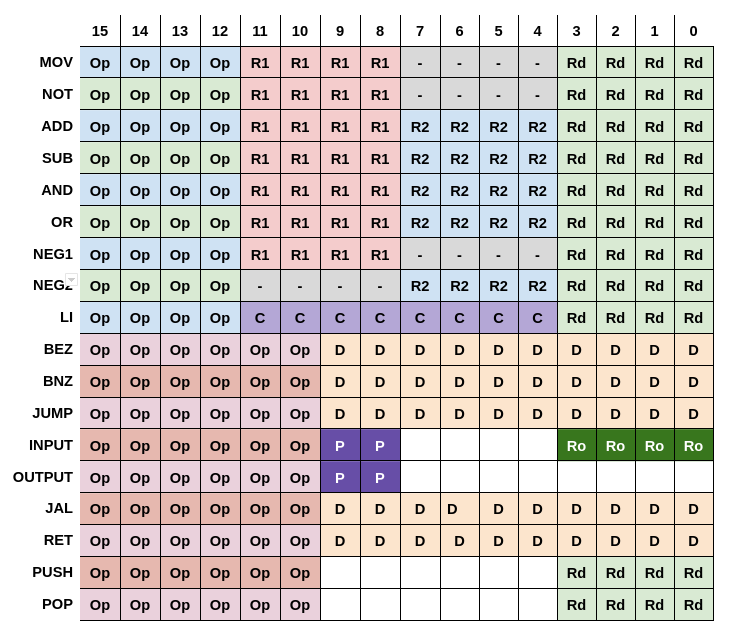 15 14 13 12 11 10 9 8 7 6 5 4 3 2 1 0
MOV Op Op Op Op R1 R1 R1 R1 - - - - Rd Rd Rd Rd
NOT Op Op Op Op R1 R1 R1 R1 - - - - Rd Rd Rd Rd
ADD Op Op Op Op R1 R1 R1 R1 R2 R2 R2 R2 Rd Rd Rd Rd
SUB Op Op Op Op R1 R1 R1 R1 R2 R2 R2 R2 Rd Rd Rd Rd
AND Op Op Op Op R1 R1 R1 R1 R2 R2 R2 R2 Rd Rd Rd Rd
OR Op Op Op Op R1 R1 R1 R1 R2 R2 R2 R2 Rd Rd Rd Rd
NEG1 Op Op Op Op R1 R1 R1 R1 - - - - Rd Rd Rd Rd
NEG2 Op Op Op Op - - - - R2 R2 R2 R2 Rd Rd Rd Rd
LI Op Op Op Op C C C C C C C C Rd Rd Rd Rd
BEZ Op Op Op Op Op Op D D D D D D D D D D
BNZ Op Op Op Op Op Op D D D D D D D D D D
JUMP Op Op Op Op Op Op D D D D D D D D D D
INPUT Op Op Op Op Op Op P P Ro Ro Ro Ro
OUTPUT Op Op Op Op Op Op P P
JAL Op Op Op Op Op Op D D D D D D D D D D
RET Op Op Op Op Op Op D D D D D D D D D D
PUSH Op Op Op Op Op Op Rd Rd Rd Rd
POP Op Op Op Op Op Op Rd Rd Rd Rd